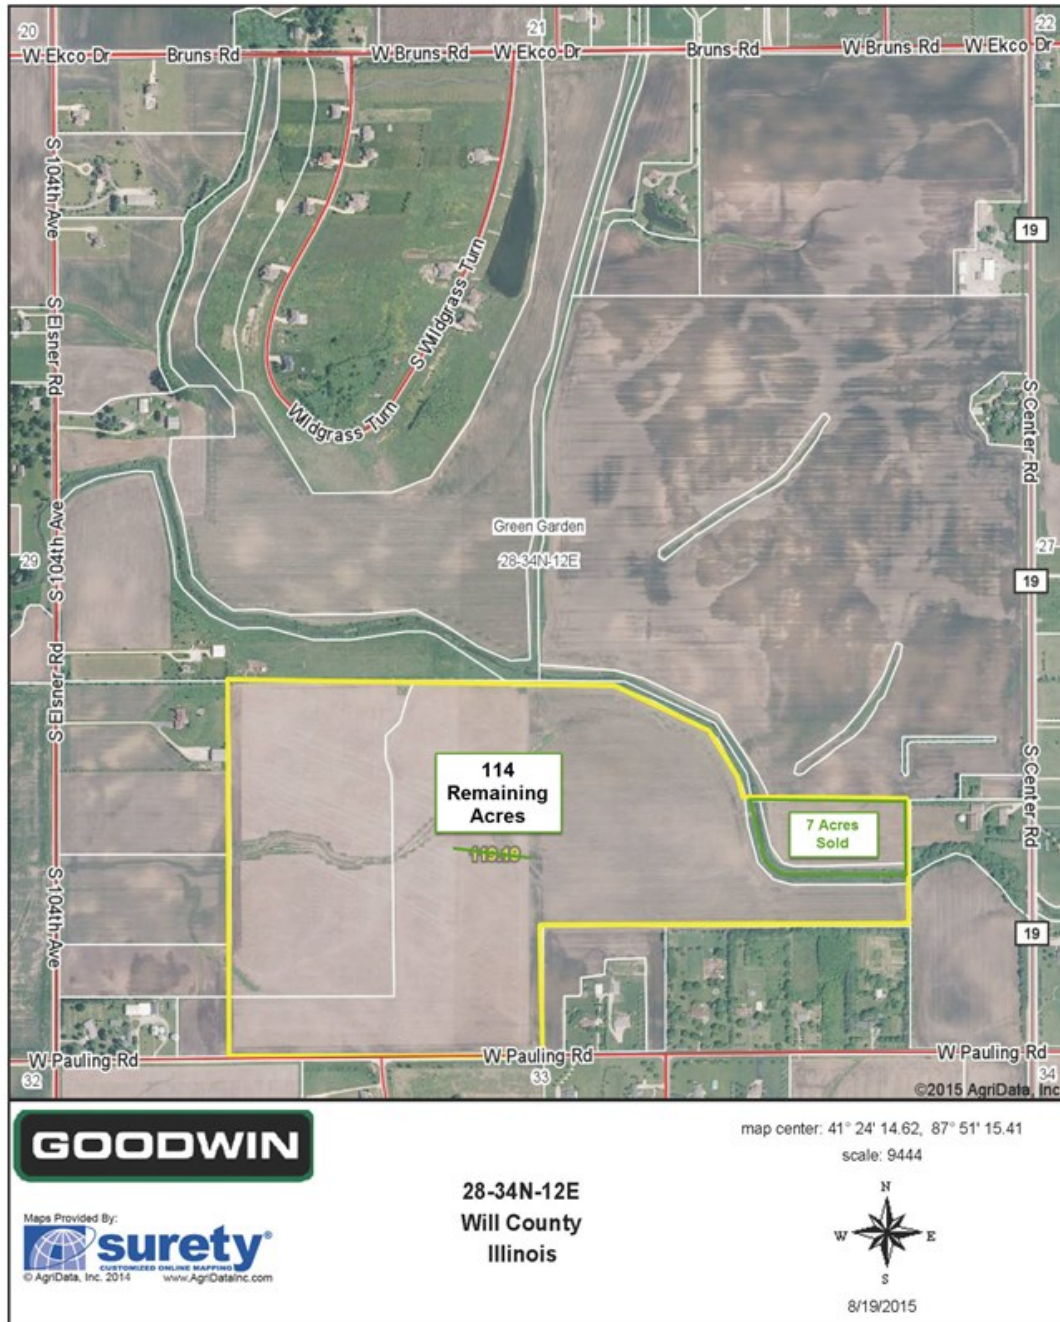 20
21
22
W Ekco Dr
Bruns Rd
W Bruns Rd
W Ekco Dr
Bruns Rd
W Bruns Rd
W Ekco Dr
S 104th Ave
19
S Elsner Rd
S Wildgrass Turn
Wildgrass Turn
S Center Rd
S 104th Ave
Green Garden
28-34N-12E
29
27
19
S Elsner Rd
114
Remaining
Acres
119.19
7 Acres
Sold
S Center Rd
S 104th Ave
19
W Pauling Rd
W Pauling Rd
W Pauling Rd
32
33
34
©2015 AgriData, Inc
GOODWIN
Maps Provided By:
surety®
CUSTOMIZED ONLINE MAPPING
© AgriData, Inc. 2014
www.AgriDataInc.com
28-34N-12E
Will County
Illinois
map center: 41° 24' 14.62, 87° 51' 15.41
scale: 9444
N
W
E
S
8/19/2015